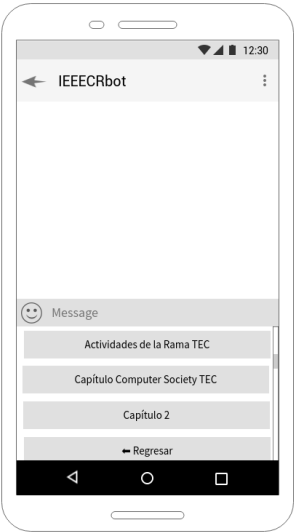 12:30
IEEECRbot
Message
Actividades de la Rama TEC
Capítulo Computer Society TEC
Capítulo 2
⬅ Regresar